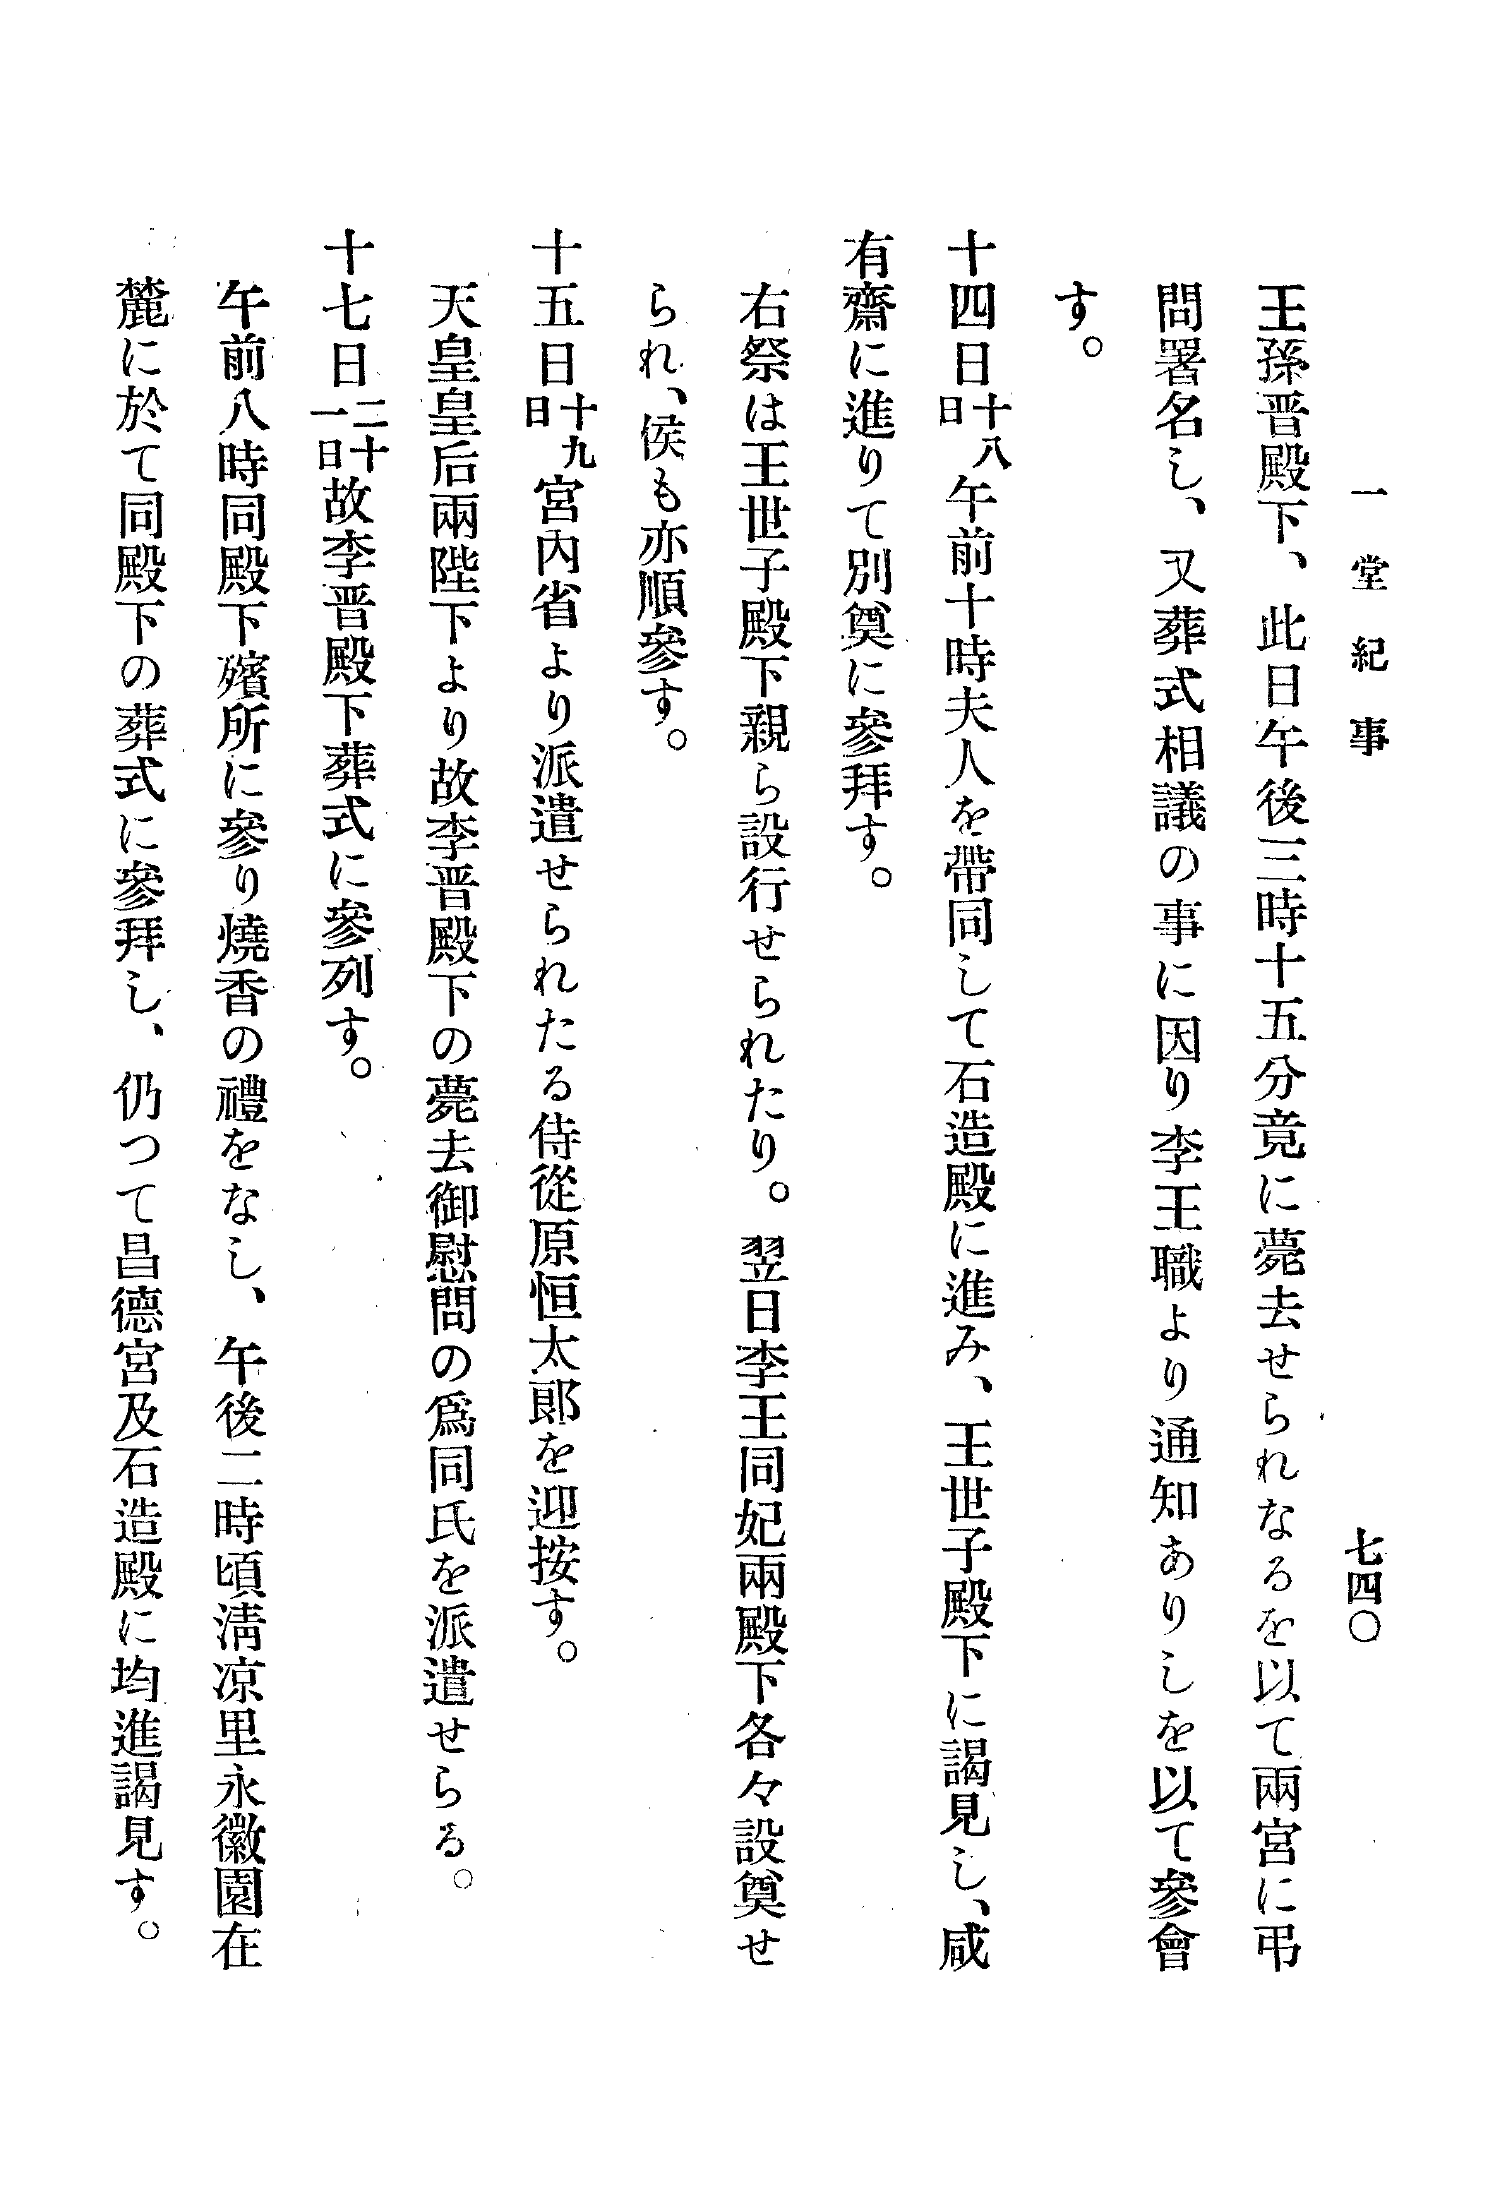 一堂紀事
七四〇
王孫晋殿下、此日午後三時十五分竟に薨去せられなるを以て兩宮に弔
問署名し、又葬式相議の事に因り李王職より通知ありしを以て參會
す。
十四日十八日午前十時夫人を帶同して石造殿に進み、王世子殿下に謁見し、咸
有齋に進りて別奠に參拜す。
右祭は王世子殿下親ら設行せられたり。翌日李王同妃兩殿下各々設奠せ
られ、侯も亦順參す。
十五日十九日宮內省より派遣せられたる侍從原恒太郞を迎按す。
天皇皇后兩陛下より故李晋殿下の薨去御慰問の爲同氏を派遣せらる。
十七日二十一日故李晋殿下葬式に參列す。
午前八時同殿下殯所に參り燒香の禮をなし、午後二時頃淸凉里永徽園在
麓に於て同殿下の葬式に參拜し、仍つて昌德宮及石造殿に均進謁見す。